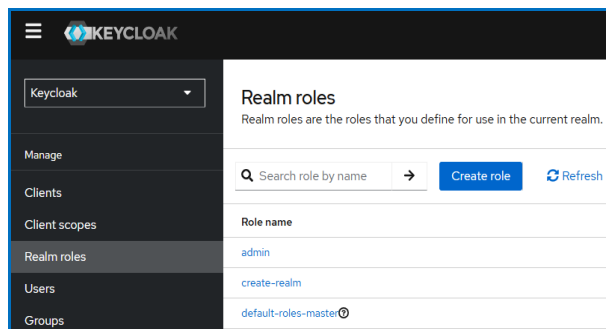 KEYCLOAK
Keycloak
Manage
Clients
Client scopes
Realm roles
Users
Groups
Realm roles
Realm roles are the roles that you define for use in the current realm.
Search role by name
Create role
Refresh
Role name
admin
create-realm
default-roles-master